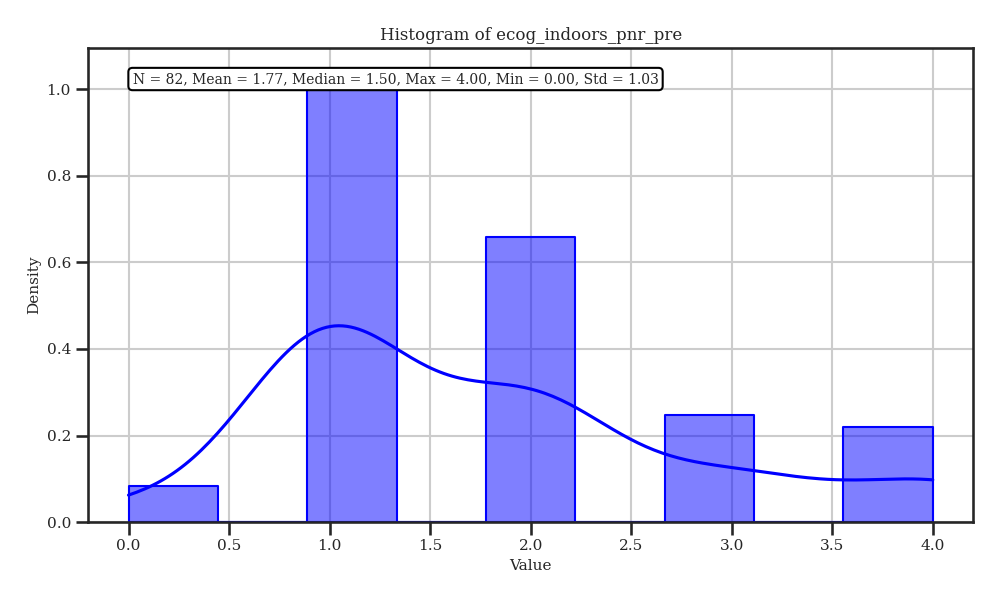 Histogram of ecog_indoors_pnr_pre
N = 82, Mean = 1.77, Median = 1.50, Max = 4.00, Min = 0.00, Std = 1.03
1.0
0.8
0.6
0.4
0.2
0.0
Density
0.0 0.5 1.0 1.5 2.0 2.5 3.0 3.5 4.0
Value